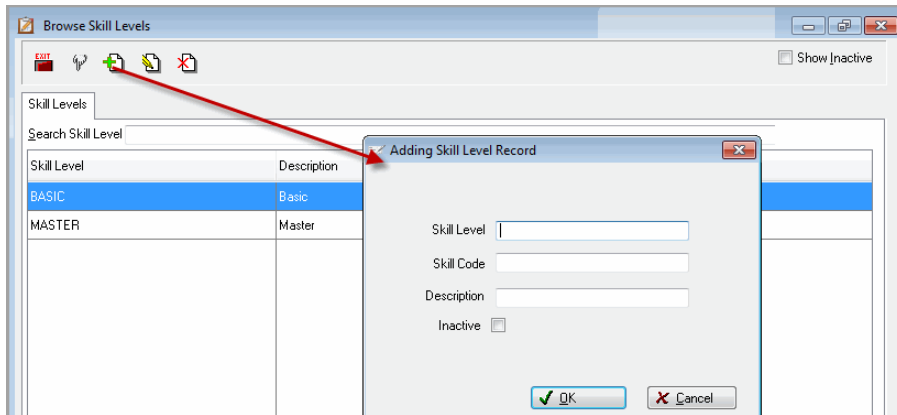 Browse Skill Levels
EXIT
Show Inactive
Skill Levels
Search Skill Level
Skill Level Description
BASIC Basic
MASTER Master
Adding Skill Level Record
Skill Level
Skill Code
Description
Inactive
OK Cancel